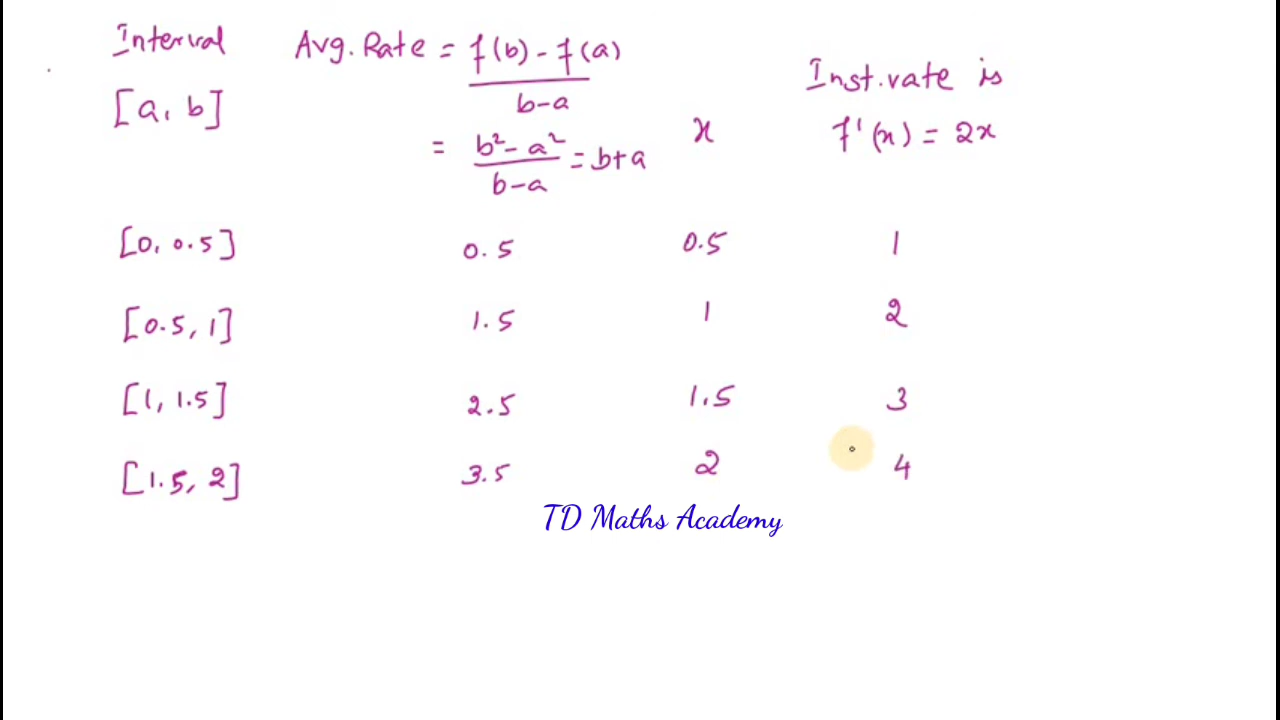 Interval Avg. Rate = f(b) - f(a) / b-a Inst. rate is
[a, b] = b² - a² / b-a = b+a x f'(x) = 2x
[0, 0.5] 0.5 0.5 1
[0.5, 1] 1.5 1 2
[1, 1.5] 2.5 1.5 3
[1.5, 2] 3.5 2 4
TD Maths Academy